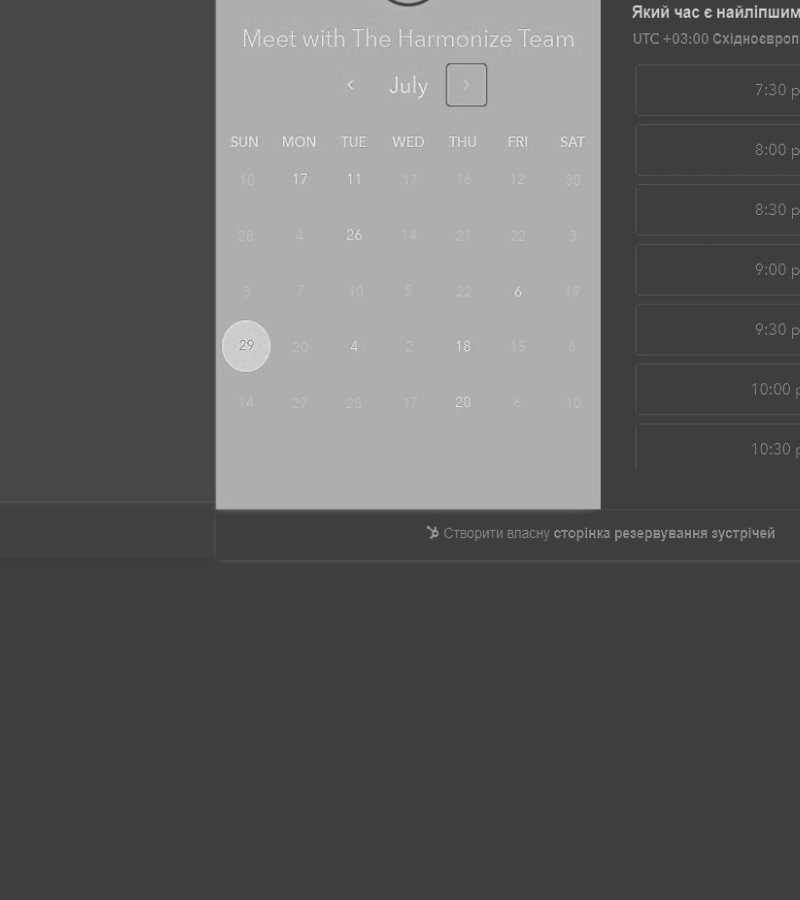 Який час є найліпшим
Meet with The Harmonize Team
UTC +03:00 Східноєвроп
July
SUN MON TUE WED THU FRI SAT
10 17 11 17 16 12 30
28 4 26 14 21 22 3
3 7 10 5 22 6 19
29 20 4 2 18 15 6
14 27 25 17 20 6 10
7:30 p
8:00 p
8:30 p
9:00 p
9:30 p
10:00 p
10:30 p
Створити власну сторінка резервування зустрічей